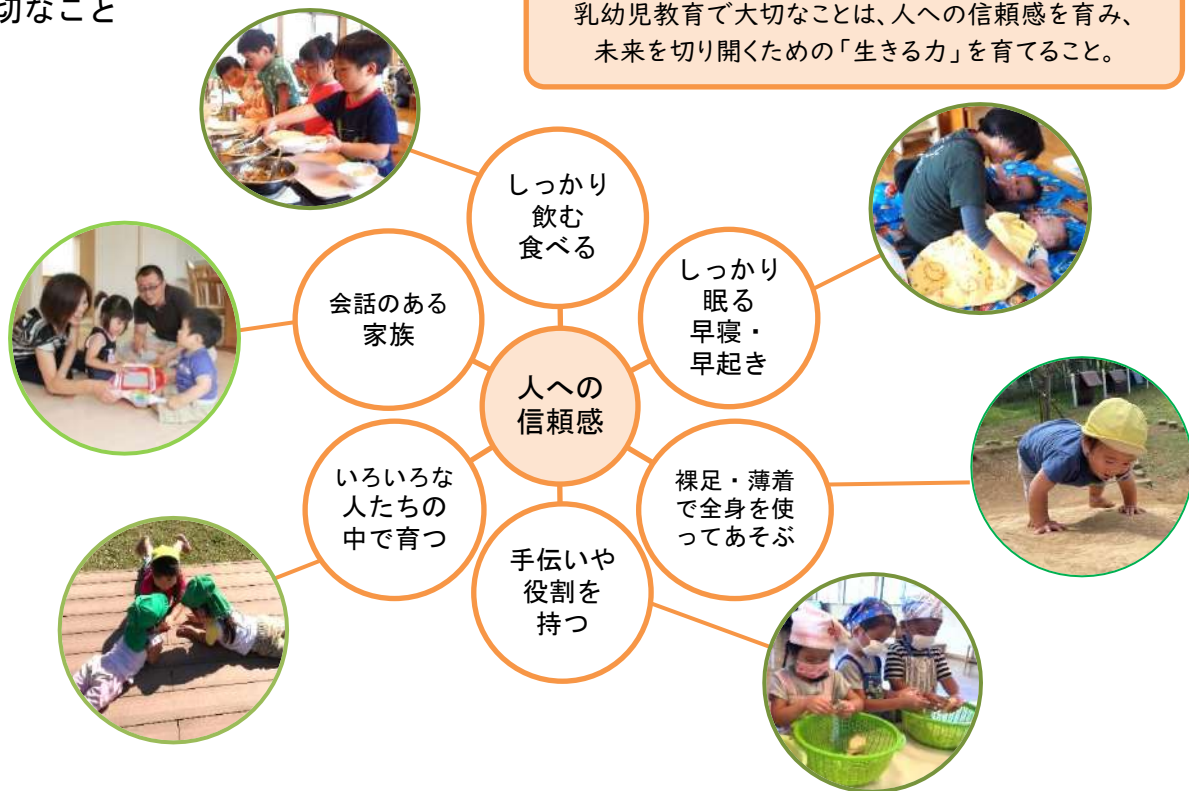 切なこと
乳幼児教育で大切なことは、人への信頼感を育み、
未来を切り開くための「生きる力」を育てること。
しっかり
飲む
食べる
しっかり
眠る
早寝・
早起き
会話のある
家族
人への
信頼感
いろいろな
人たちの
中で育つ
裸足・薄着
で全身を使
ってあそぶ
手伝いや
役割を
持つ